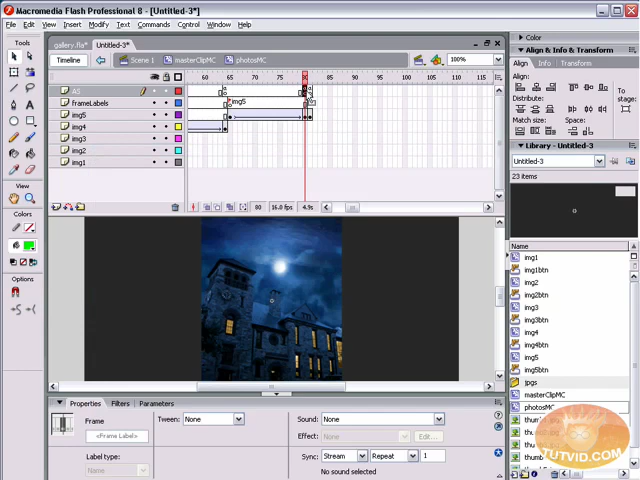 Macromedia Flash Professional 8 - [Untitled-3*]
File Edit View Insert Modify Text Commands Control Window Help
Tools
gallery.fla* Untitled-3*
Timeline Scene 1 masterClipMC photosMC 100%
60 65 70 75 80 85 90 95 100 105 110 115
AS
frameLabels
img5
img5
img4
img3
img2
img1
80 16.0 fps 4.9s
View
Colors
Options
Color
Align & Info & Transform
Align Info Transform
Align:
Distribute:
Match size:
Space:
To stage:
Library - Untitled-3
Untitled-3
23 items
Name
img1
img1btn
img2
img2btn
img3
img3btn
img4
img4btn
img5
img5btn
jpgs
masterClipMC
photosMC
Properties Filters Parameters
Frame
<Frame Label>
Label type:
Name
Tween: None
Sound: None
Effect: None Edit...
Sync: Stream Repeat 1
No sound selected
TUTVID.COM